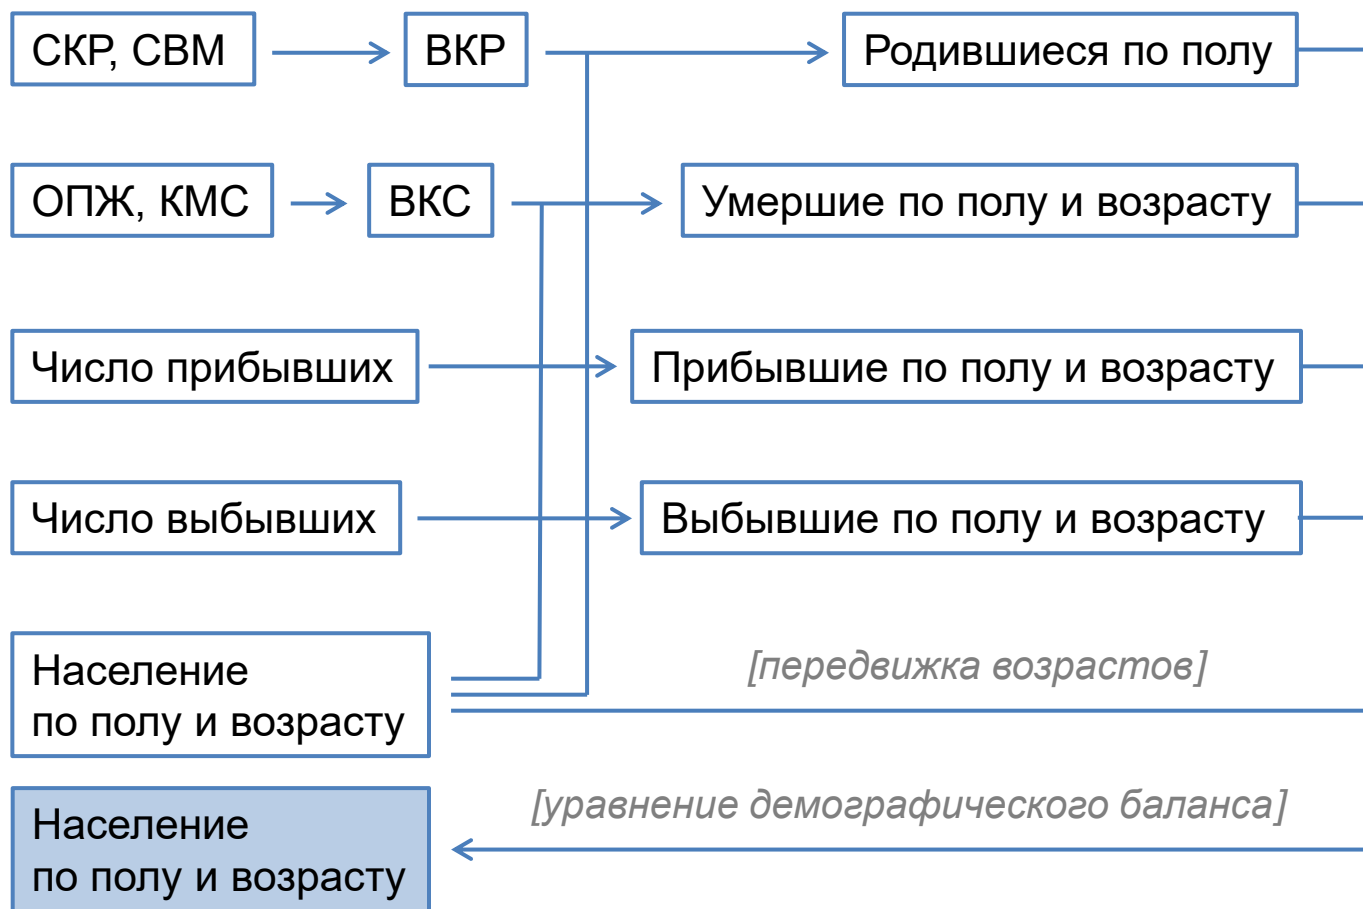 СКР, СВМ
ВКР
Родившиеся по полу
ОПЖ, КМС
ВКС
Умершие по полу и возрасту
Число прибывших
Прибывшие по полу и возрасту
Число выбывших
Выбывшие по полу и возрасту
Население
по полу и возрасту
[передвижка возрастов]
Население
по полу и возрасту
[уравнение демографического баланса]